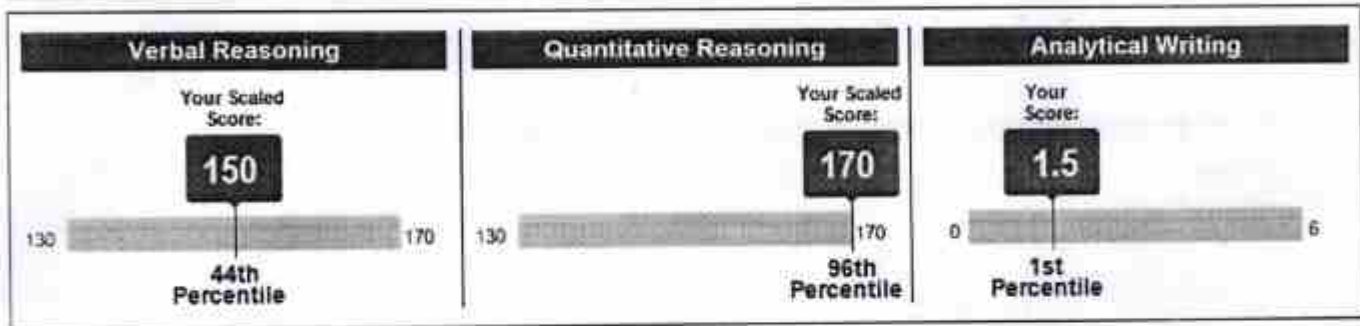 Verbal Reasoning
Your Scaled
Score:
150
130
170
44th
Percentile
Quantitative Reasoning
Your Scaled
Score:
170
130
170
96th
Percentile
Analytical Writing
Your
Score:
1.5
0
6
1st
Percentile